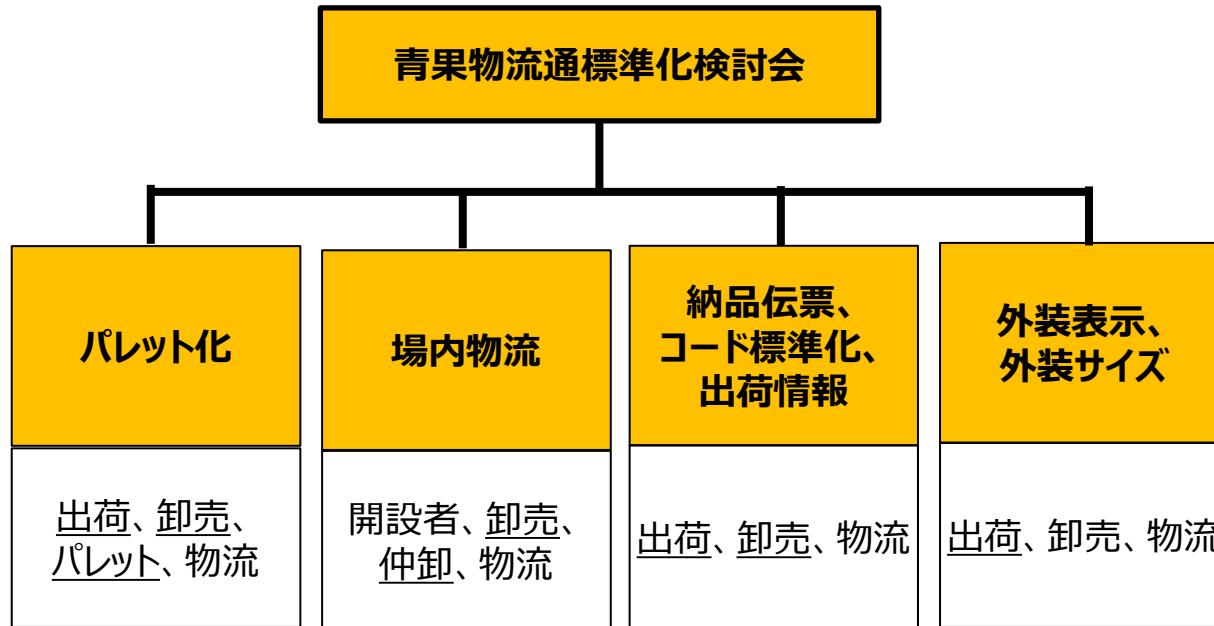 青果物流通標準化検討会
パレット化
場内物流
納品伝票、
コード標準化、
出荷情報
外装表示、
外装サイズ
出荷、卸売、
パレット、物流
開設者、卸売、
仲卸、物流
出荷、卸売、物流
出荷、卸売、物流